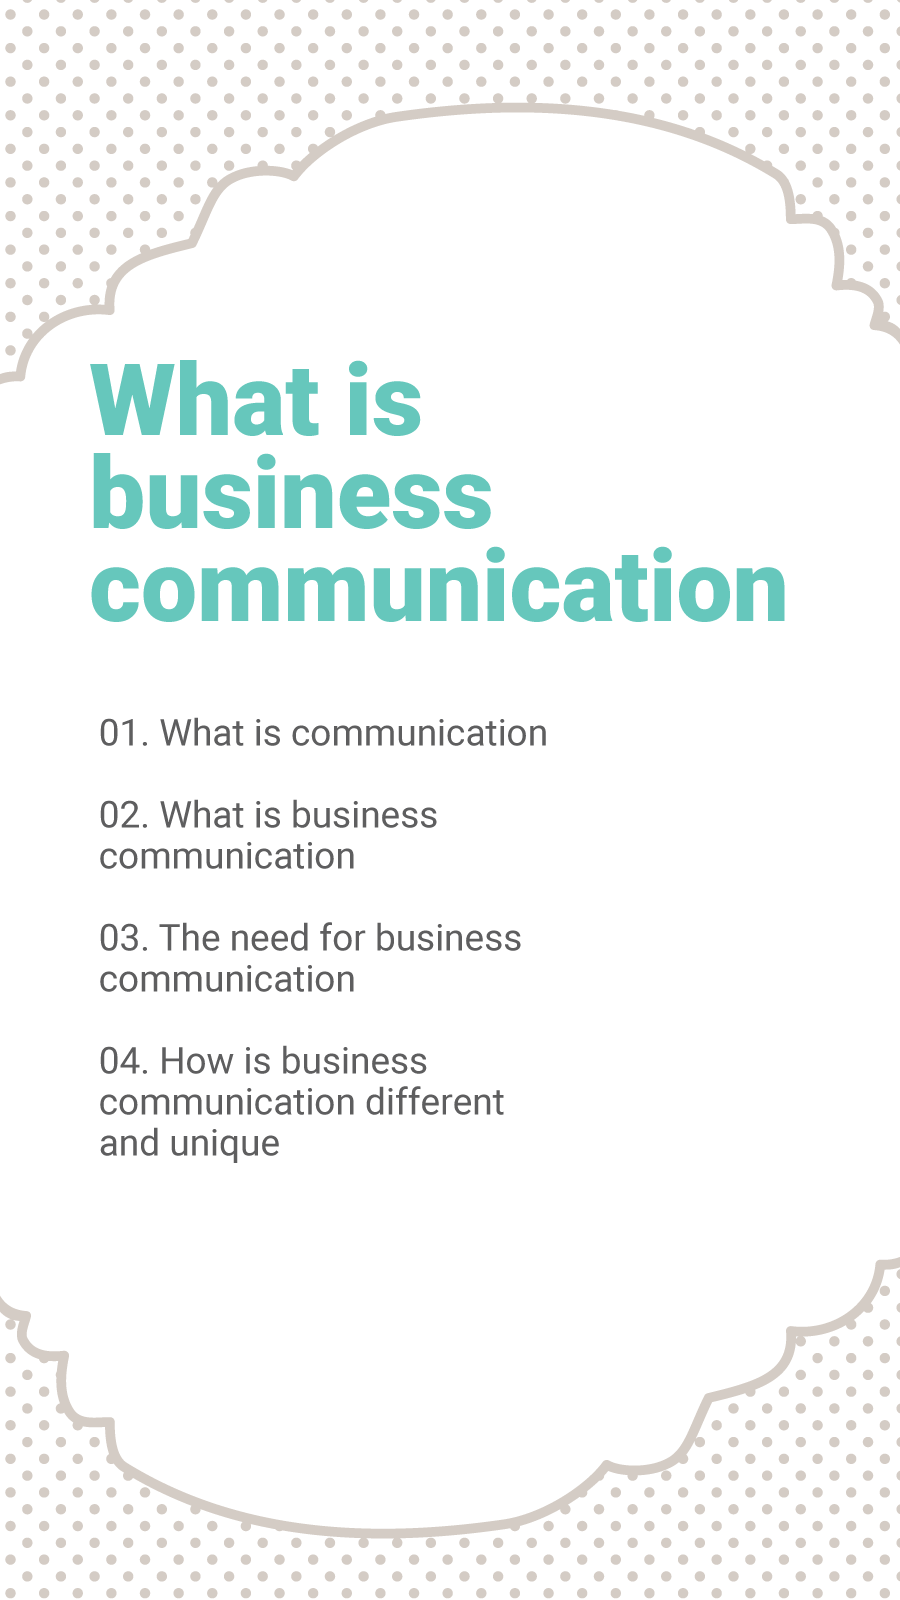 What is
business
communication
01. What is communication
02. What is business
communication
03. The need for business
communication
04. How is business
communication different
and unique